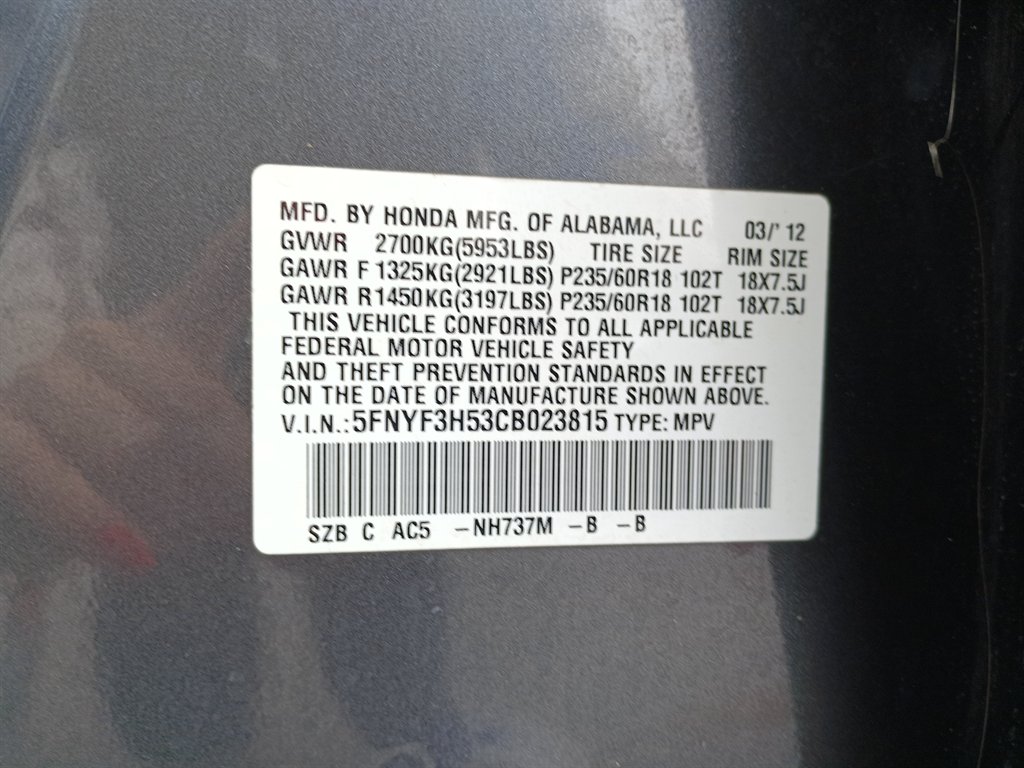 MFD. BY HONDA MFG. OF ALABAMA, LLC 03/' 12
GVWR 2700KG(5953LBS) TIRE SIZE RIM SIZE
GAWR F 1325KG(2921LBS) P235/60R18 102T 18X7.5J
GAWR R1450KG(3197LBS) P235/60R18 102T 18X7.5J
THIS VEHICLE CONFORMS TO ALL APPLICABLE
FEDERAL MOTOR VEHICLE SAFETY
AND THEFT PREVENTION STANDARDS IN EFFECT
ON THE DATE OF MANUFACTURE SHOWN ABOVE.
V.I.N.:5FNYF3H53CB023815 TYPE: MPV
SZB C AC5 -NH737M -B -B